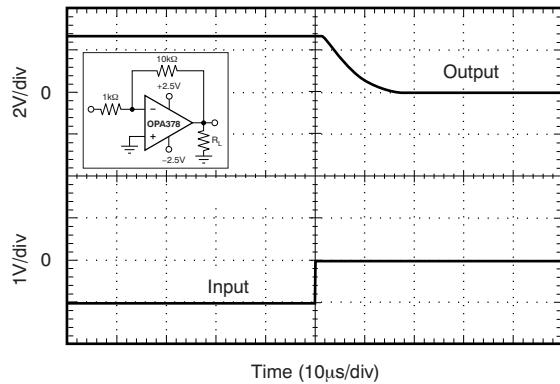 2V/div
0
10kΩ
1kΩ
+2.5V
−
OPA378
+
−2.5V
R_L
Output
1V/div
0
Input
Time (10µs/div)